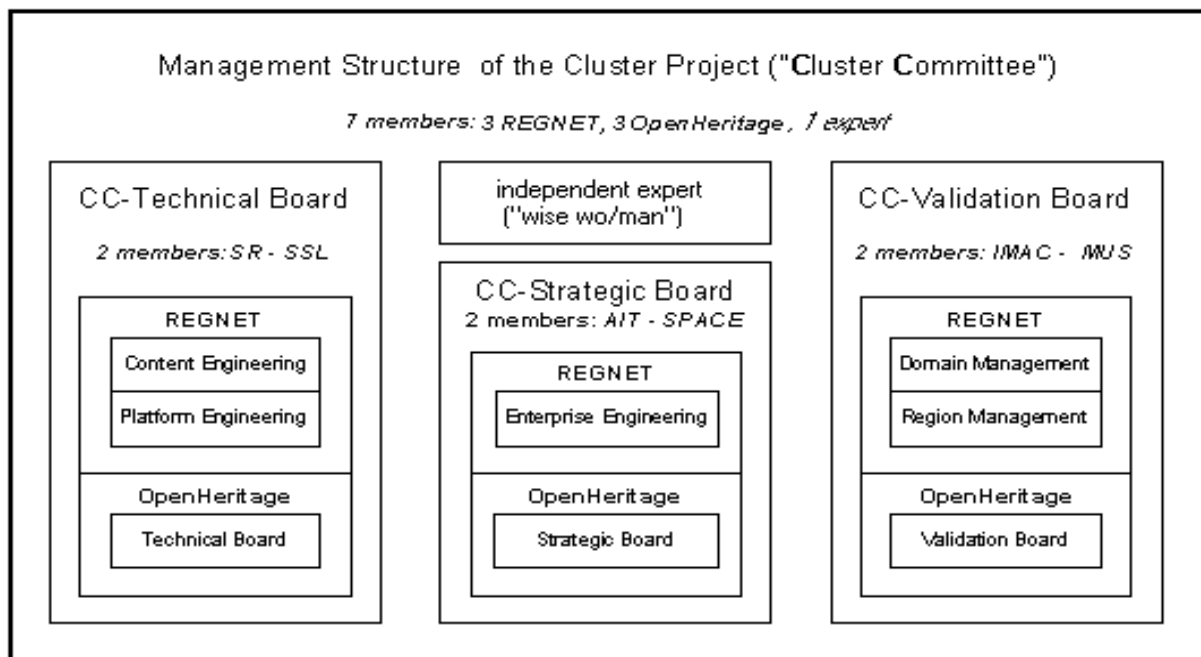 Management Structure of the Cluster Project ("Cluster Committee")
7 members: 3 REGNET, 3 OpenHeritage, 1 expert
CC-Technical Board
2 members: SR - SSL
REGNET
Content Engineering
Platform Engineering
OpenHeritage
Technical Board
independent expert
("wise wo/man")
CC-Strategic Board
2 members: AIT - SPACE
REGNET
Enterprise Engineering
OpenHeritage
Strategic Board
CC-Validation Board
2 members: IMAC - IMUS
REGNET
Domain Management
Region Management
OpenHeritage
Validation Board